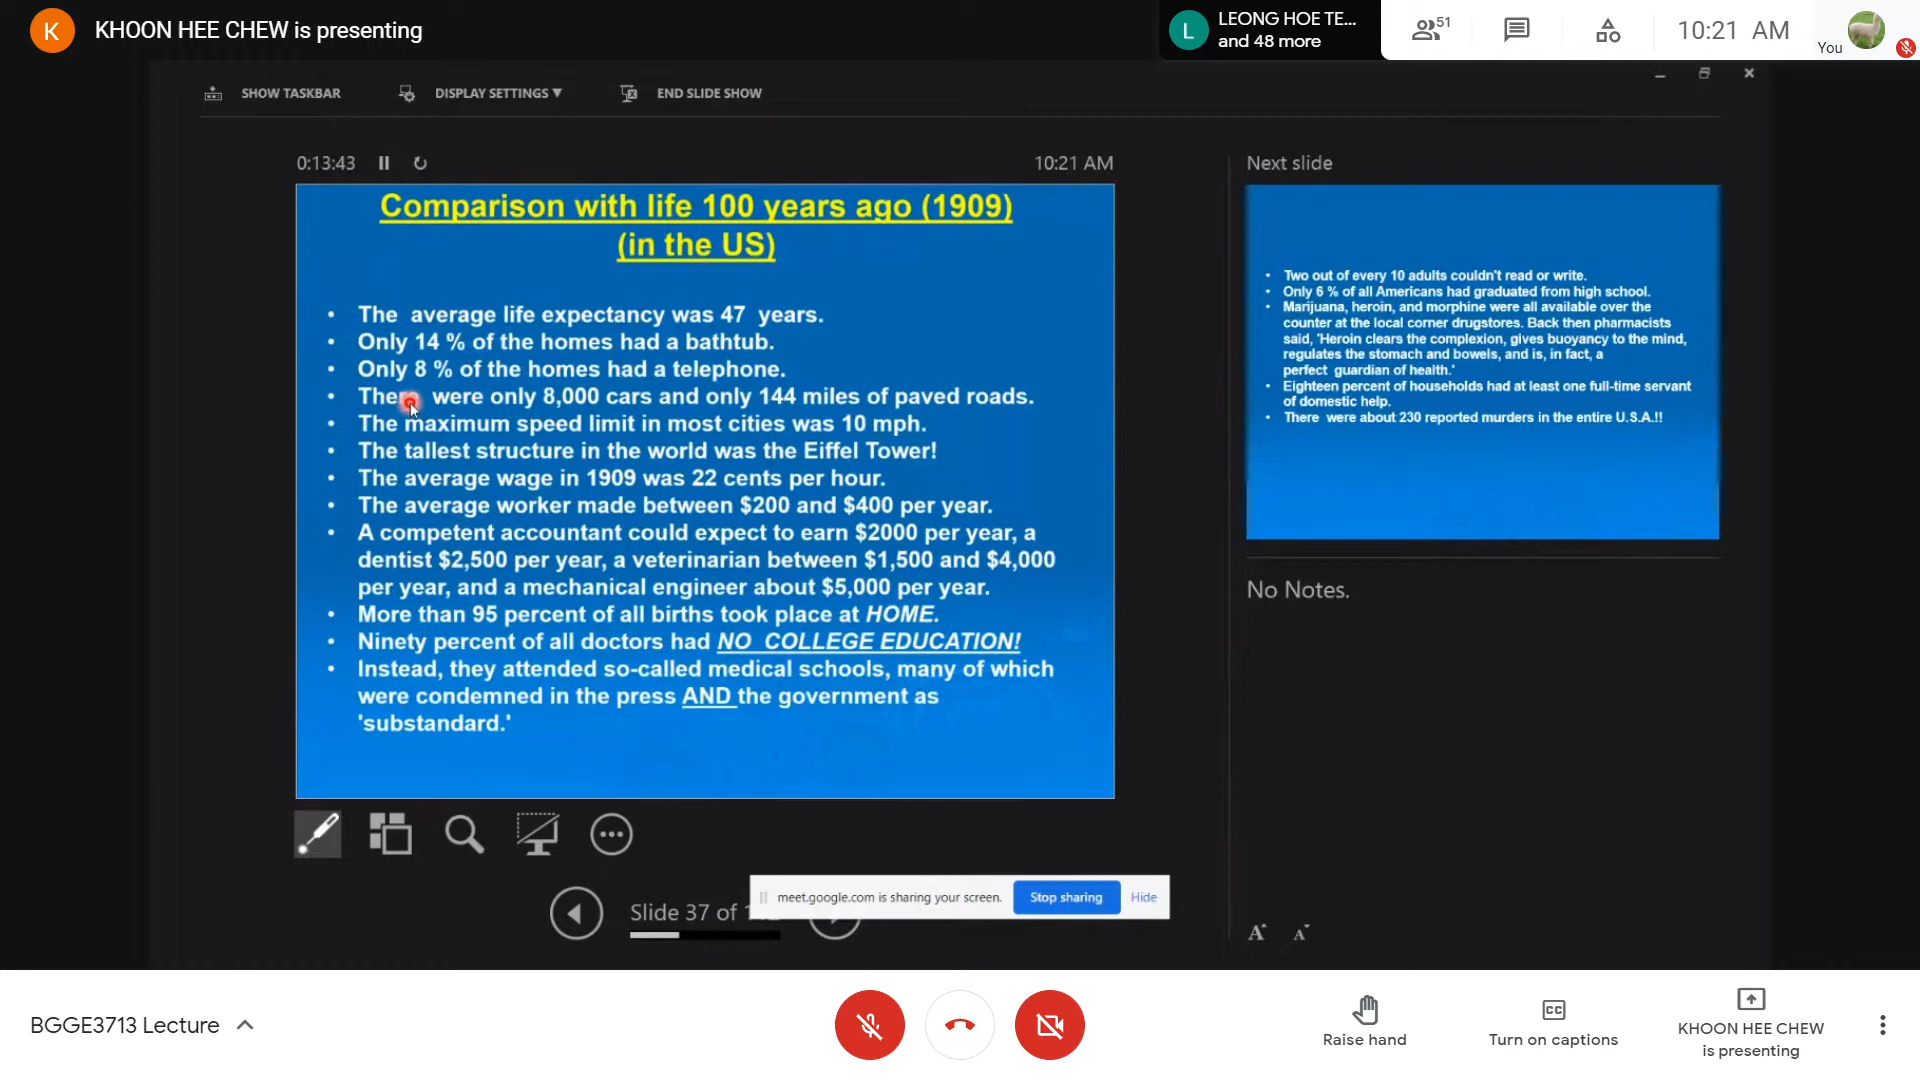 K
KHOON HEE CHEW is presenting
L
LEONG HOE TE...
and 48 more
51
10:21 AM
You
SHOW TASKBAR
DISPLAY SETTINGS
END SLIDE SHOW
0:13:43
10:21 AM
Next slide
Comparison with life 100 years ago (1909)
(in the US)
• The average life expectancy was 47 years.
• Only 14 % of the homes had a bathtub.
• Only 8 % of the homes had a telephone.
• were only 8,000 cars and only 144 miles of paved roads.
• The maximum speed limit in most cities was 10 mph.
• The tallest structure in the world was the Eiffel Tower!
• The average wage in 1909 was 22 cents per hour.
• The average worker made between $200 and $400 per year.
• A competent accountant could expect to earn $2000 per year, a
dentist $2,500 per year, a veterinarian between $1,500 and $4,000
per year, and a mechanical engineer about $5,000 per year.
• More than 95 percent of all births took place at HOME.
• Ninety percent of all doctors had NO COLLEGE EDUCATION!
• Instead, they attended so-called medical schools, many of which
were condemned in the press AND the government as
'substandard.'
• Two out of every 10 adults couldn't read or write.
• Only 6 % of all Americans had graduated from high school.
• Marijuana, heroin, and morphine were all available over the
counter at the local corner drugstores. Back then pharmacists
said, 'Heroin clears the complexion, gives buoyancy to the mind,
regulates the stomach and bowels, and is, in fact, a
perfect guardian of health.'
• Eighteen percent of households had at least one full-time servant
of domestic help.
• There were about 230 reported murders in the entire U.S.A.!!
No Notes.
Slide 37 of
meet.google.com is sharing your screen.
Stop sharing
Hide
A A
BGGE3713 Lecture
Raise hand
CC
Turn on captions
KHOON HEE CHEW
is presenting